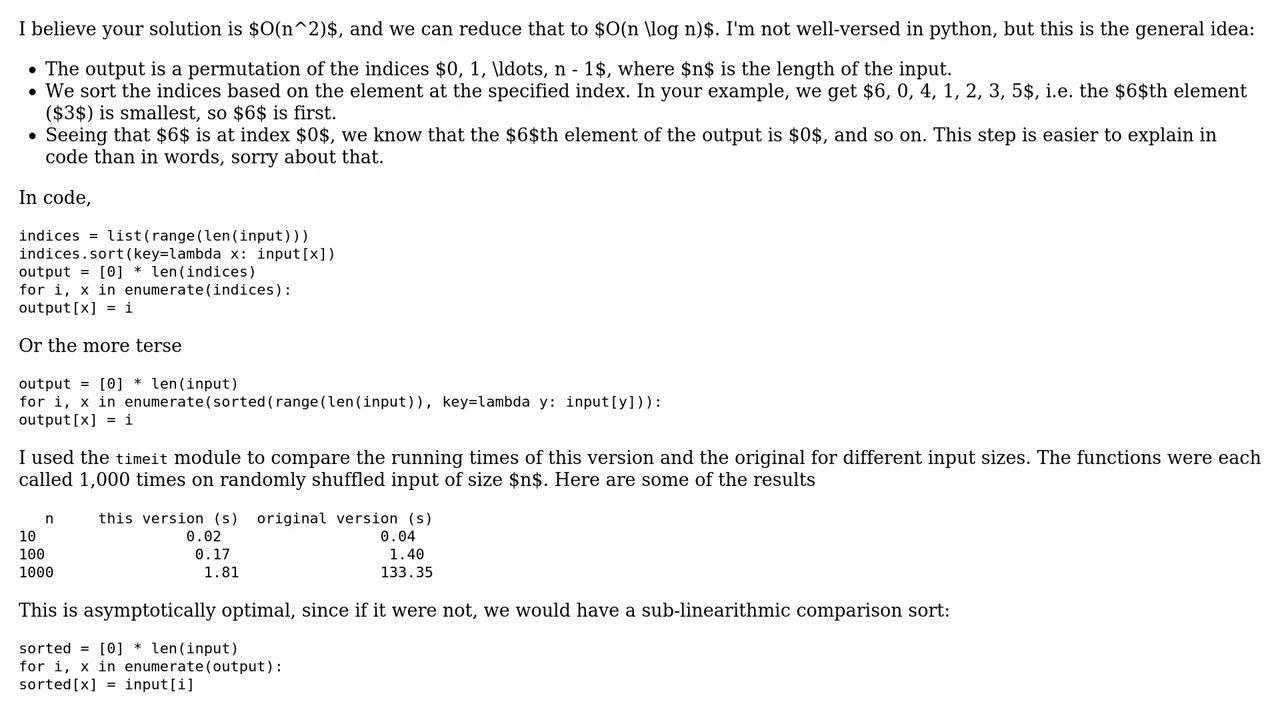 I believe your solution is $O(n^2)$, and we can reduce that to $O(n \log n)$. I'm not well-versed in python, but this is the general idea:
• The output is a permutation of the indices $0, 1, \ldots, n - 1$, where $n$ is the length of the input.
• We sort the indices based on the element at the specified index. In your example, we get $6, 0, 4, 1, 2, 3, 5$, i.e. the $6$th element
($3$) is smallest, so $6$ is first.
• Seeing that $6$ is at index $0$, we know that the $6$th element of the output is $0$, and so on. This step is easier to explain in
code than in words, sorry about that.
In code,
indices = list(range(len(input)))
indices.sort(key=lambda x: input[x])
output = [0] * len(indices)
for i, x in enumerate(indices):
output[x] = i
Or the more terse
output = [0] * len(input)
for i, x in enumerate(sorted(range(len(input)), key=lambda y: input[y])):
output[x] = i
I used the timeit module to compare the running times of this version and the original for different input sizes. The functions were each
called 1,000 times on randomly shuffled input of size $n$. Here are some of the results
n     this version (s)  original version (s)
10                 0.02                  0.04
100                 0.17                  1.40
1000                 1.81                133.35
This is asymptotically optimal, since if it were not, we would have a sub-linearithmic comparison sort:
sorted = [0] * len(input)
for i, x in enumerate(output):
sorted[x] = input[i]